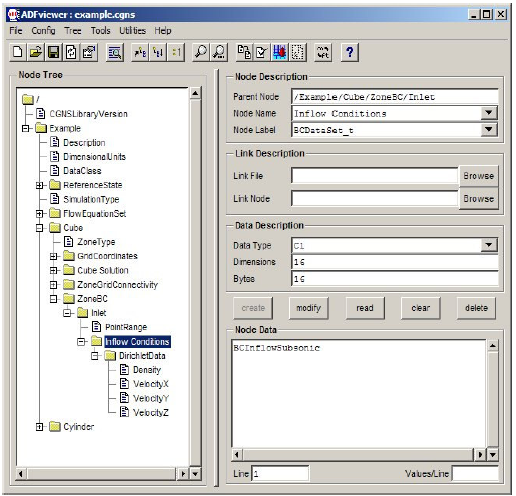 ADFviewer : example.cgns
File Config Tree Tools Utilities Help
Node Tree
/
CGNSLibraryVersion
Example
Description
DimensionalUnits
DataClass
ReferenceState
SimulationType
FlowEquationSet
Cube
ZoneType
GridCoordinates
Cube Solution
ZoneGridConnectivity
ZoneBC
Inlet
PointRange
Inflow Conditions
DirichletData
Density
VelocityX
VelocityY
VelocityZ
Cylinder
Node Description
Parent Node /Example/Cube/ZoneBC/Inlet
Node Name Inflow Conditions
Node Label BCDataSet_t
Link Description
Link File Browse
Link Node Browse
Data Description
Data Type C1
Dimensions 16
Bytes 16
create modify read clear delete
Node Data
BCInflowSubsonic
Line 1 Values/Line